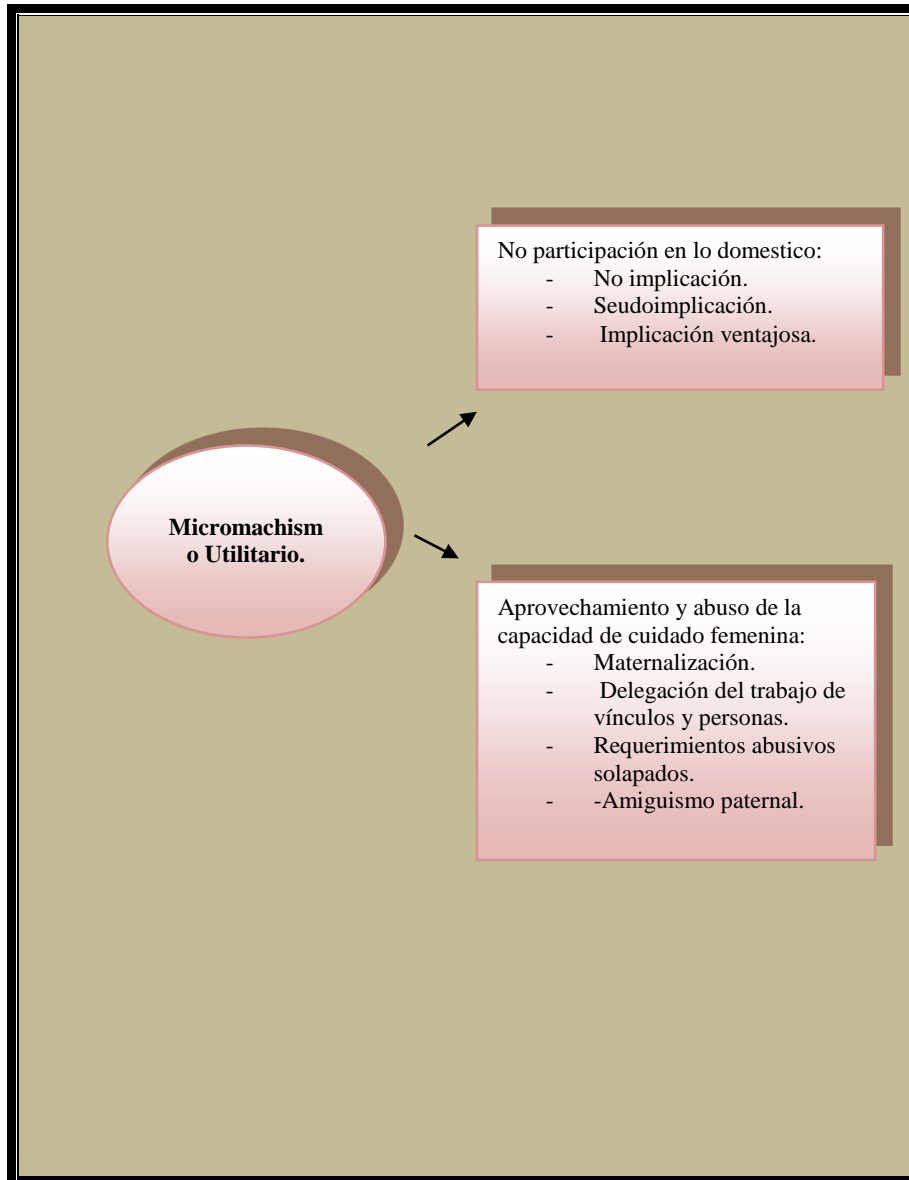 No participación en lo domestico:
- No implicación.
- Seudoimplicación.
- Implicación ventajosa.
Micromachism
o Utilitario.
Aprovechamiento y abuso de la
capacidad de cuidado femenina:
- Maternalización.
- Delegación del trabajo de
vínculos y personas.
- Requerimientos abusivos
solapados.
- -Amiguismo paternal.